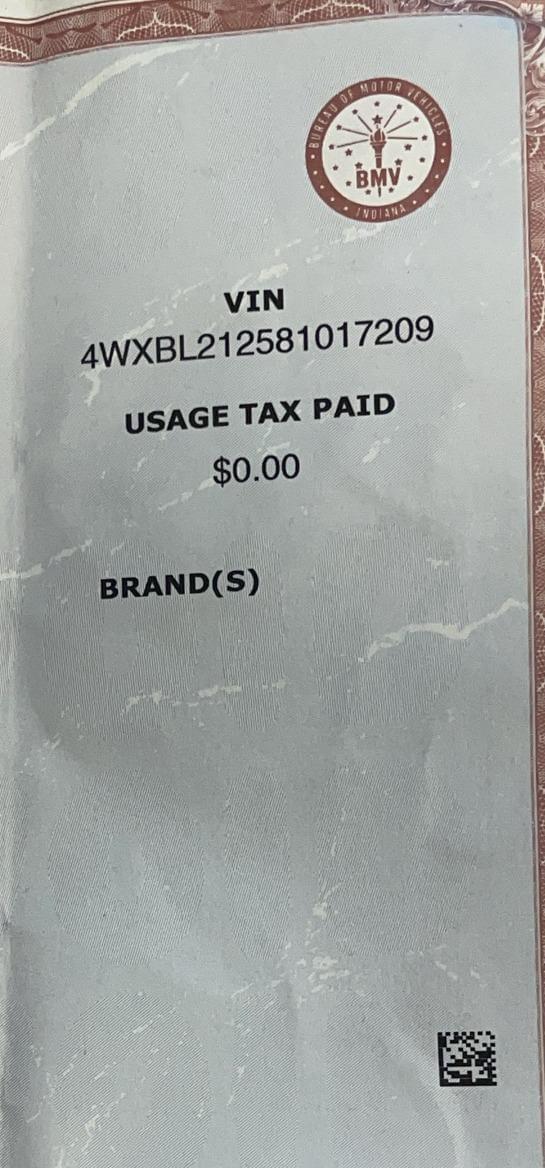 BUREAU OF MOTOR VEHICLES
BMV
INDIANA
VIN
4WXBL212581017209
USAGE TAX PAID
$0.00
BRAND(S)